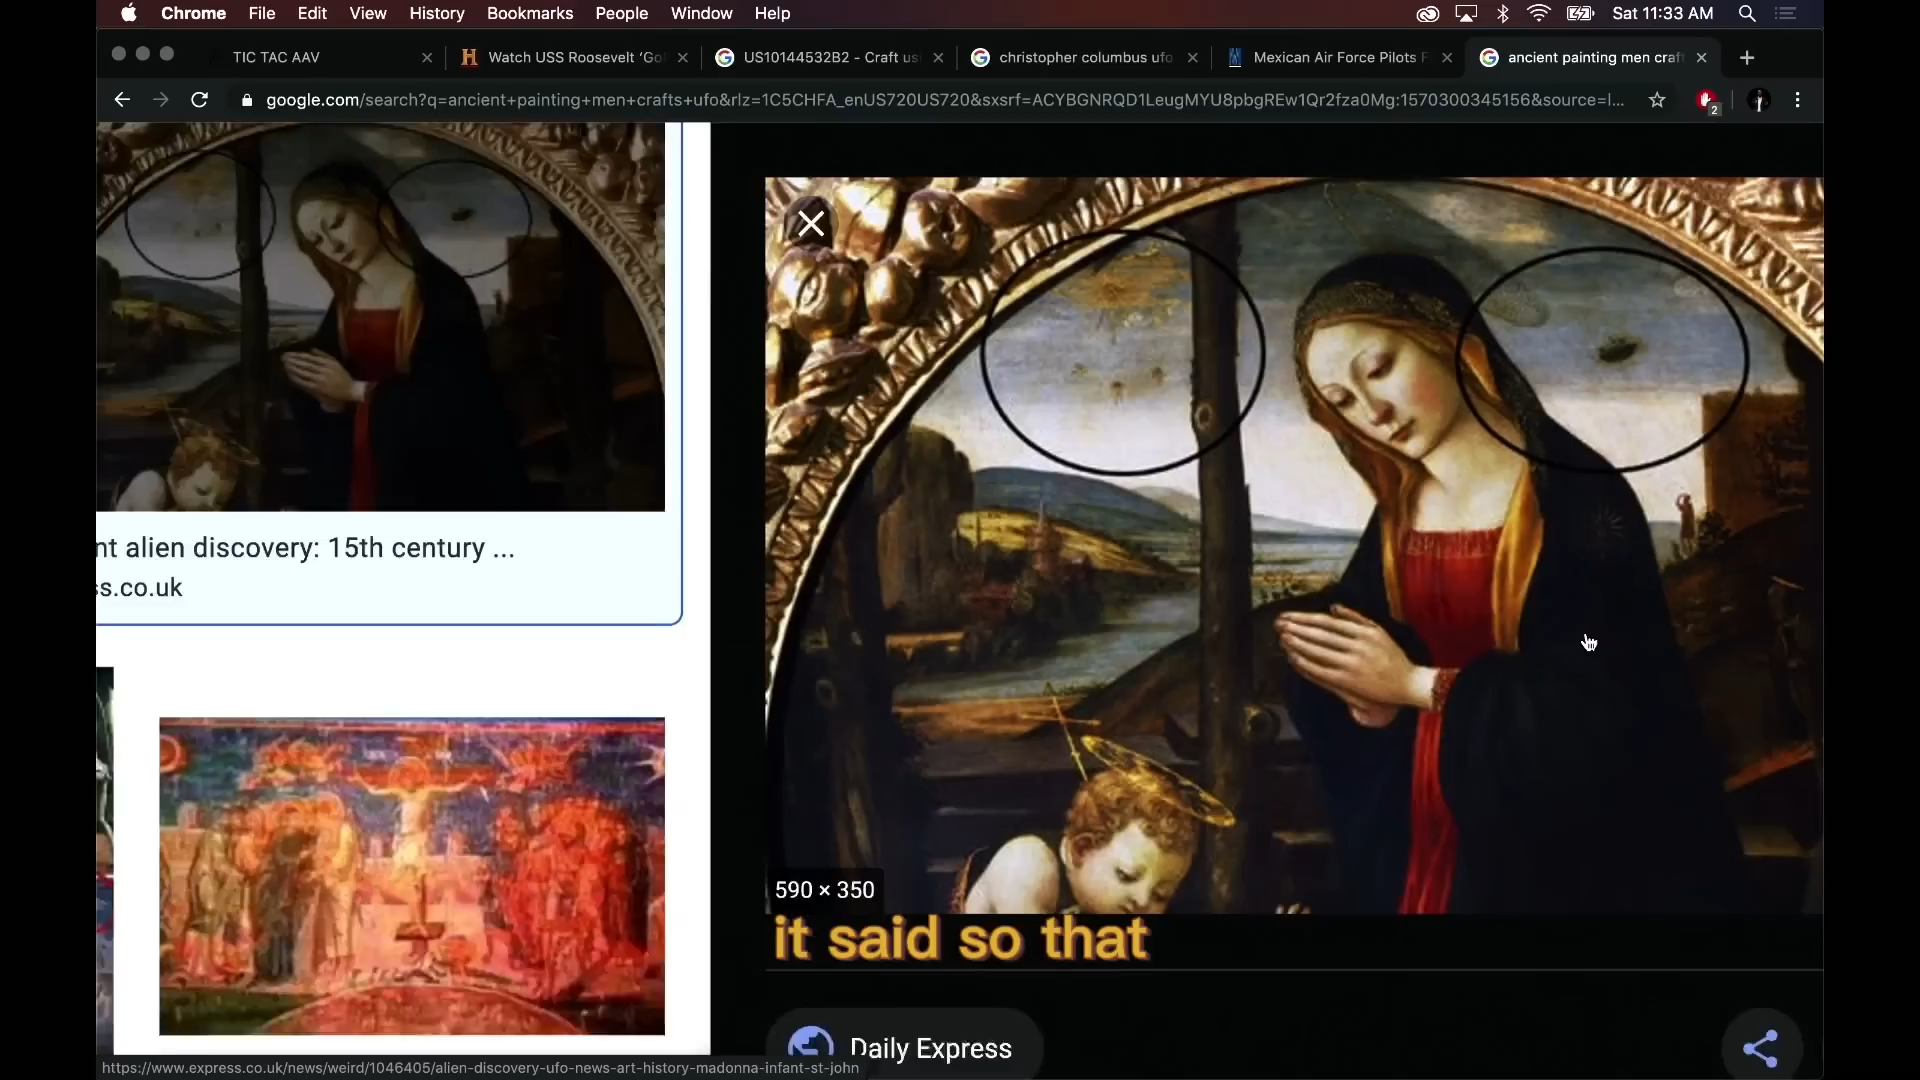 Chrome File Edit View History Bookmarks People Window Help Sat 11:33 AM
TIC TAC AAV
Watch USS Roosevelt ‘Go
US10144532B2 - Craft us
christopher columbus ufo
Mexican Air Force Pilots F
ancient painting men craf
google.com/search?q=ancient+painting+men+crafts+ufo&rlz=1C5CHFA_enUS720US720&sxsrf=ACYBGNRQD1LeugMYU8pbgREw1Qr2fza0Mg:1570300345156&source=l...
2
nt alien discovery: 15th century ...
ss.co.uk
590 × 350
it said so that
Daily Express
https://www.express.co.uk/news/weird/1046405/alien-discovery-ufo-news-art-history-madonna-infant-st-john